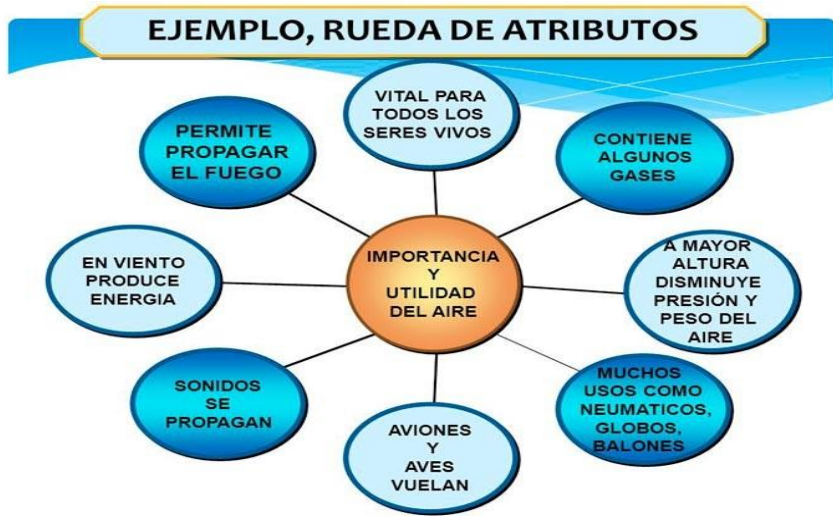 EJEMPLO, RUEDA DE ATRIBUTOS
VITAL PARA
TODOS LOS
SERES VIVOS
CONTIENE
ALGUNOS
GASES
A MAYOR
ALTURA
DISMINUYE
PRESIÓN Y
PESO DEL
AIRE
MUCHOS
USOS COMO
NEUMATICOS,
GLOBOS,
BALONES
AVIONES
Y
AVES
VUELAN
SONIDOS
SE
PROPAGAN
EN VIENTO
PRODUCE
ENERGIA
PERMITE
PROPAGAR
EL FUEGO
IMPORTANCIA
Y
UTILIDAD
DEL AIRE